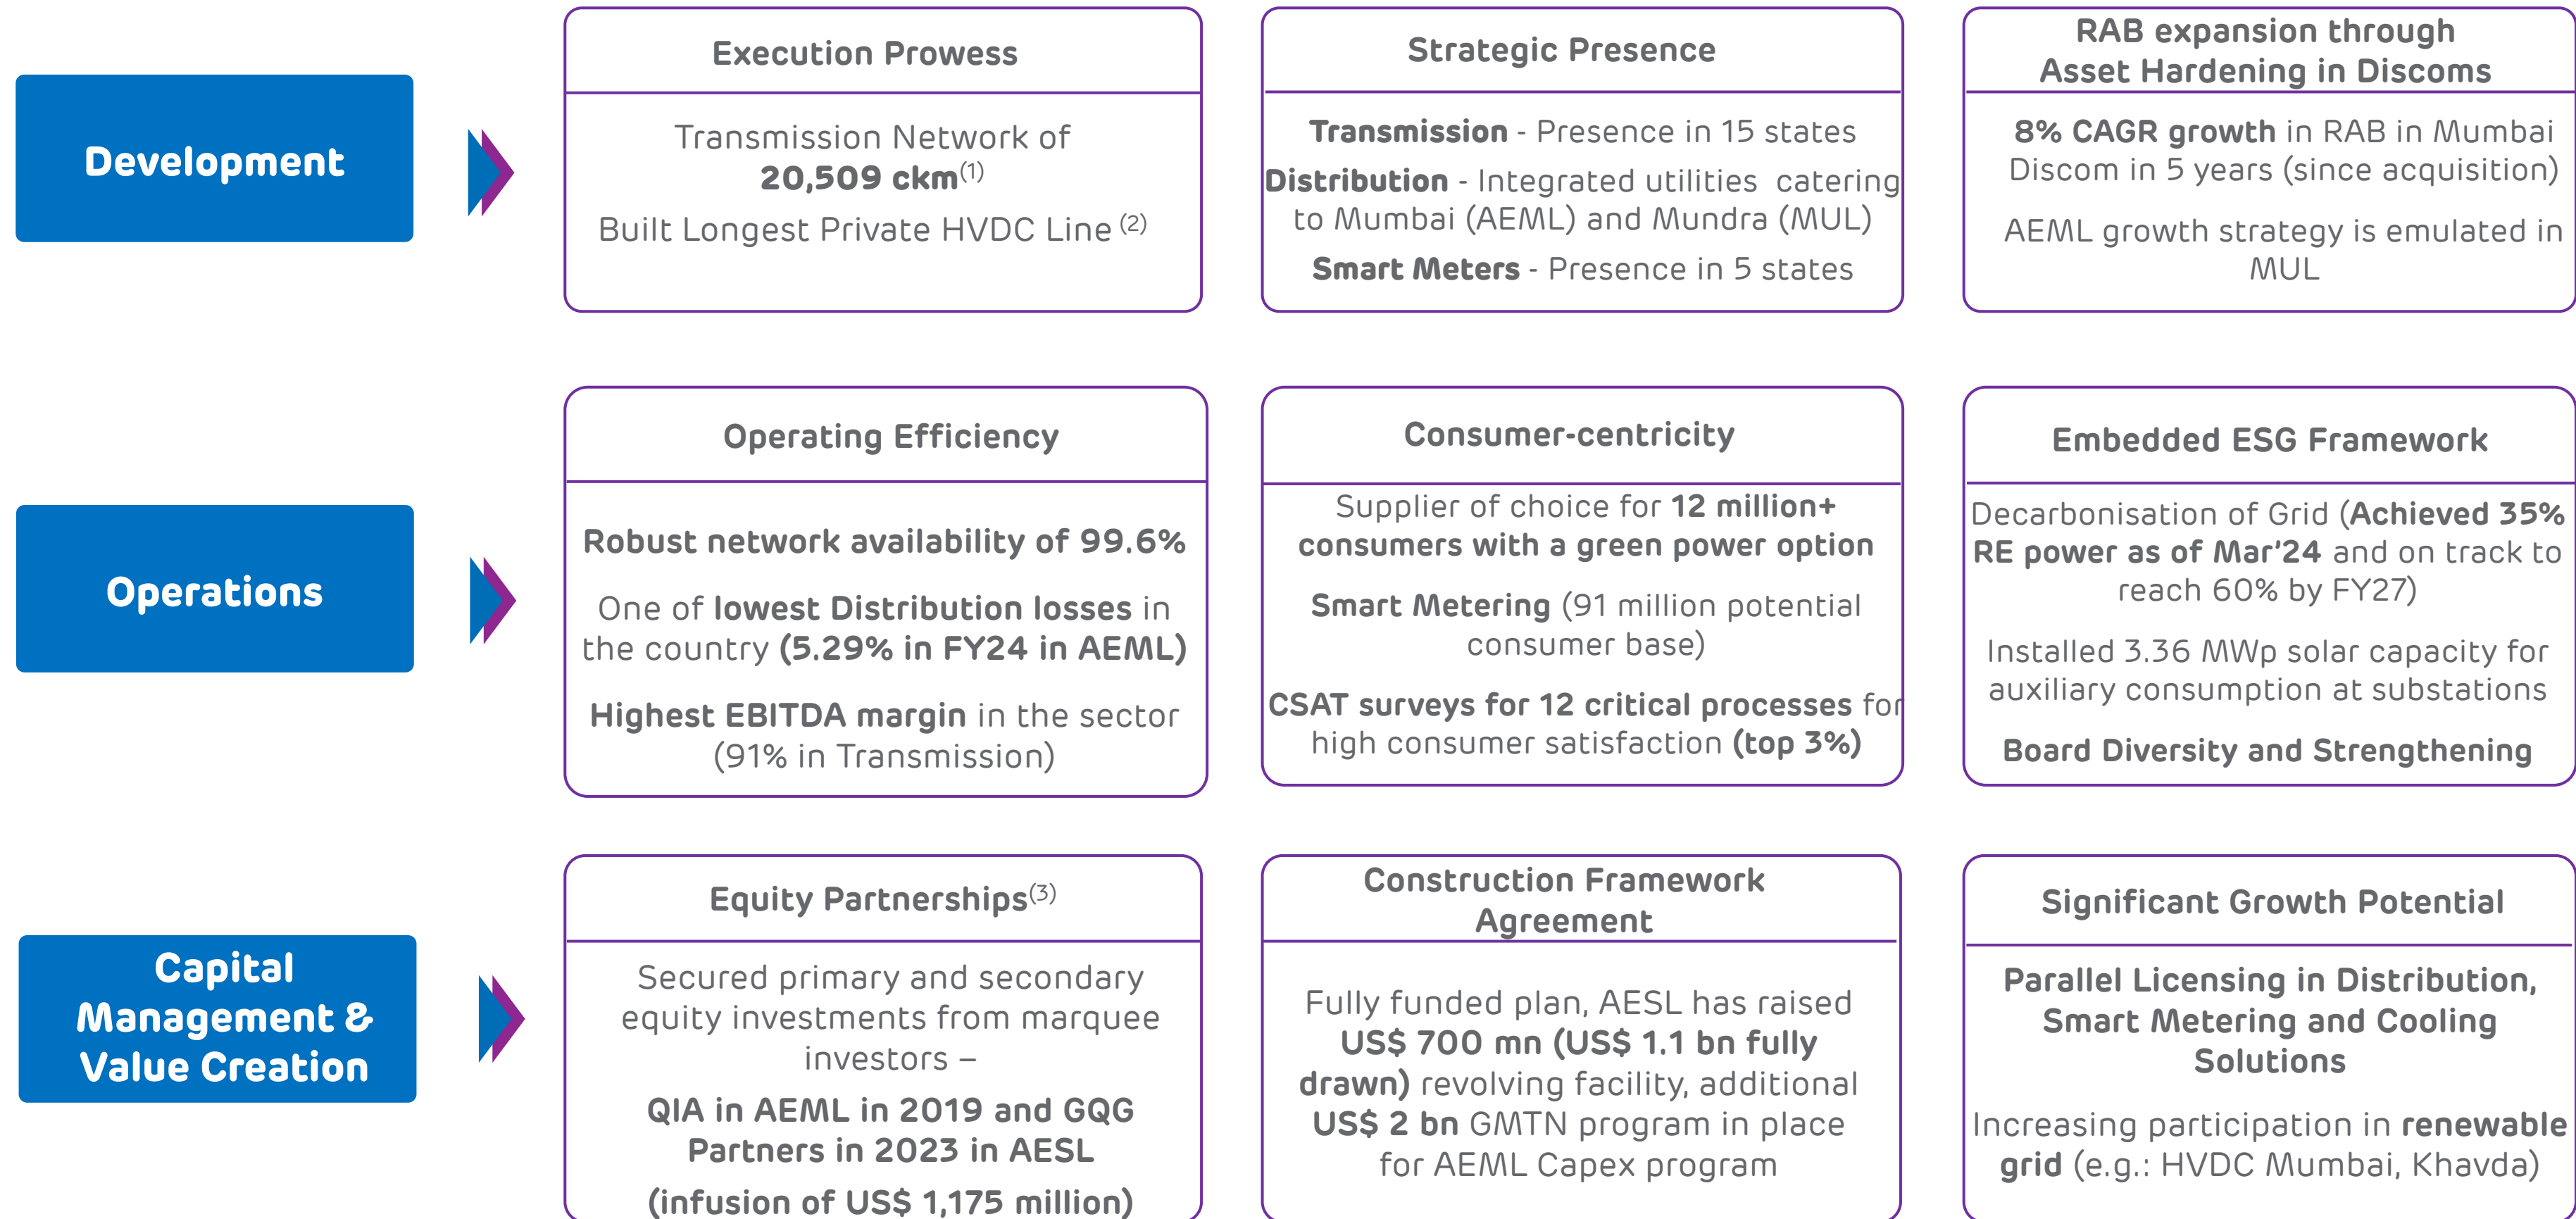 Development
Execution Prowess
Transmission Network of
20,509 ckm(1)
Built Longest Private HVDC Line (2)
Strategic Presence
Transmission - Presence in 15 states
Distribution - Integrated utilities catering
to Mumbai (AEML) and Mundra (MUL)
Smart Meters - Presence in 5 states
RAB expansion through
Asset Hardening in Discoms
8% CAGR growth in RAB in Mumbai
Discom in 5 years (since acquisition)
AEML growth strategy is emulated in
MUL
Operations
Operating Efficiency
Robust network availability of 99.6%
One of lowest Distribution losses in
the country (5.29% in FY24 in AEML)
Highest EBITDA margin in the sector
(91% in Transmission)
Consumer-centricity
Supplier of choice for 12 million+
consumers with a green power option
Smart Metering (91 million potential
consumer base)
CSAT surveys for 12 critical processes for
high consumer satisfaction (top 3%)
Embedded ESG Framework
Decarbonisation of Grid (Achieved 35%
RE power as of Mar’24 and on track to
reach 60% by FY27)
Installed 3.36 MWp solar capacity for
auxiliary consumption at substations
Board Diversity and Strengthening
Capital
Management &
Value Creation
Equity Partnerships(3)
Secured primary and secondary
equity investments from marquee
investors –
QIA in AEML in 2019 and GQG
Partners in 2023 in AESL
(infusion of US$ 1,175 million)
Construction Framework
Agreement
Fully funded plan, AESL has raised
US$ 700 mn (US$ 1.1 bn fully
drawn) revolving facility, additional
US$ 2 bn GMTN program in place
for AEML Capex program
Significant Growth Potential
Parallel Licensing in Distribution,
Smart Metering and Cooling
Solutions
Increasing participation in renewable
grid (e.g.: HVDC Mumbai, Khavda)